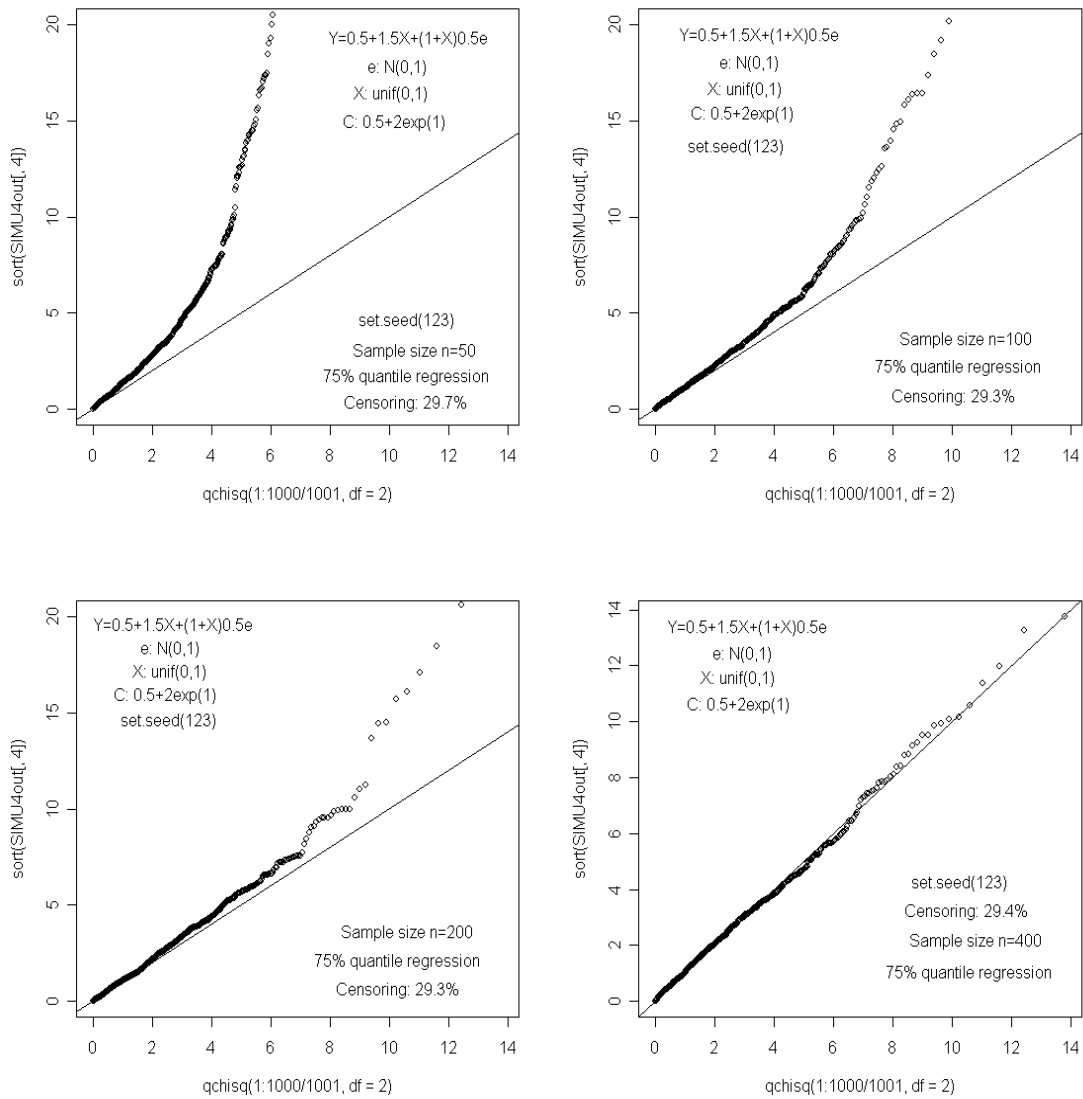 sort(SIMU4out[, 4])
20
15
10
5
0
Y=0.5+1.5X+(1+X)0.5e
e: N(0,1)
X: unif(0,1)
C: 0.5+2exp(1)
set.seed(123)
Sample size n=50
75% quantile regression
Censoring: 29.7%
0 2 4 6 8 10 12 14
qchisq(1:1000/1001, df = 2)
sort(SIMU4out[, 4])
20
15
10
5
0
Y=0.5+1.5X+(1+X)0.5e
e: N(0,1)
X: unif(0,1)
C: 0.5+2exp(1)
set.seed(123)
Sample size n=100
75% quantile regression
Censoring: 29.3%
0 2 4 6 8 10 12 14
qchisq(1:1000/1001, df = 2)
sort(SIMU4out[, 4])
20
15
10
5
0
Y=0.5+1.5X+(1+X)0.5e
e: N(0,1)
X: unif(0,1)
C: 0.5+2exp(1)
set.seed(123)
Sample size n=200
75% quantile regression
Censoring: 29.3%
0 2 4 6 8 10 12 14
qchisq(1:1000/1001, df = 2)
sort(SIMU4out[, 4])
14
12
10
8
6
4
2
0
Y=0.5+1.5X+(1+X)0.5e
e: N(0,1)
X: unif(0,1)
C: 0.5+2exp(1)
set.seed(123)
Censoring: 29.4%
Sample size n=400
75% quantile regression
0 2 4 6 8 10 12 14
qchisq(1:1000/1001, df = 2)